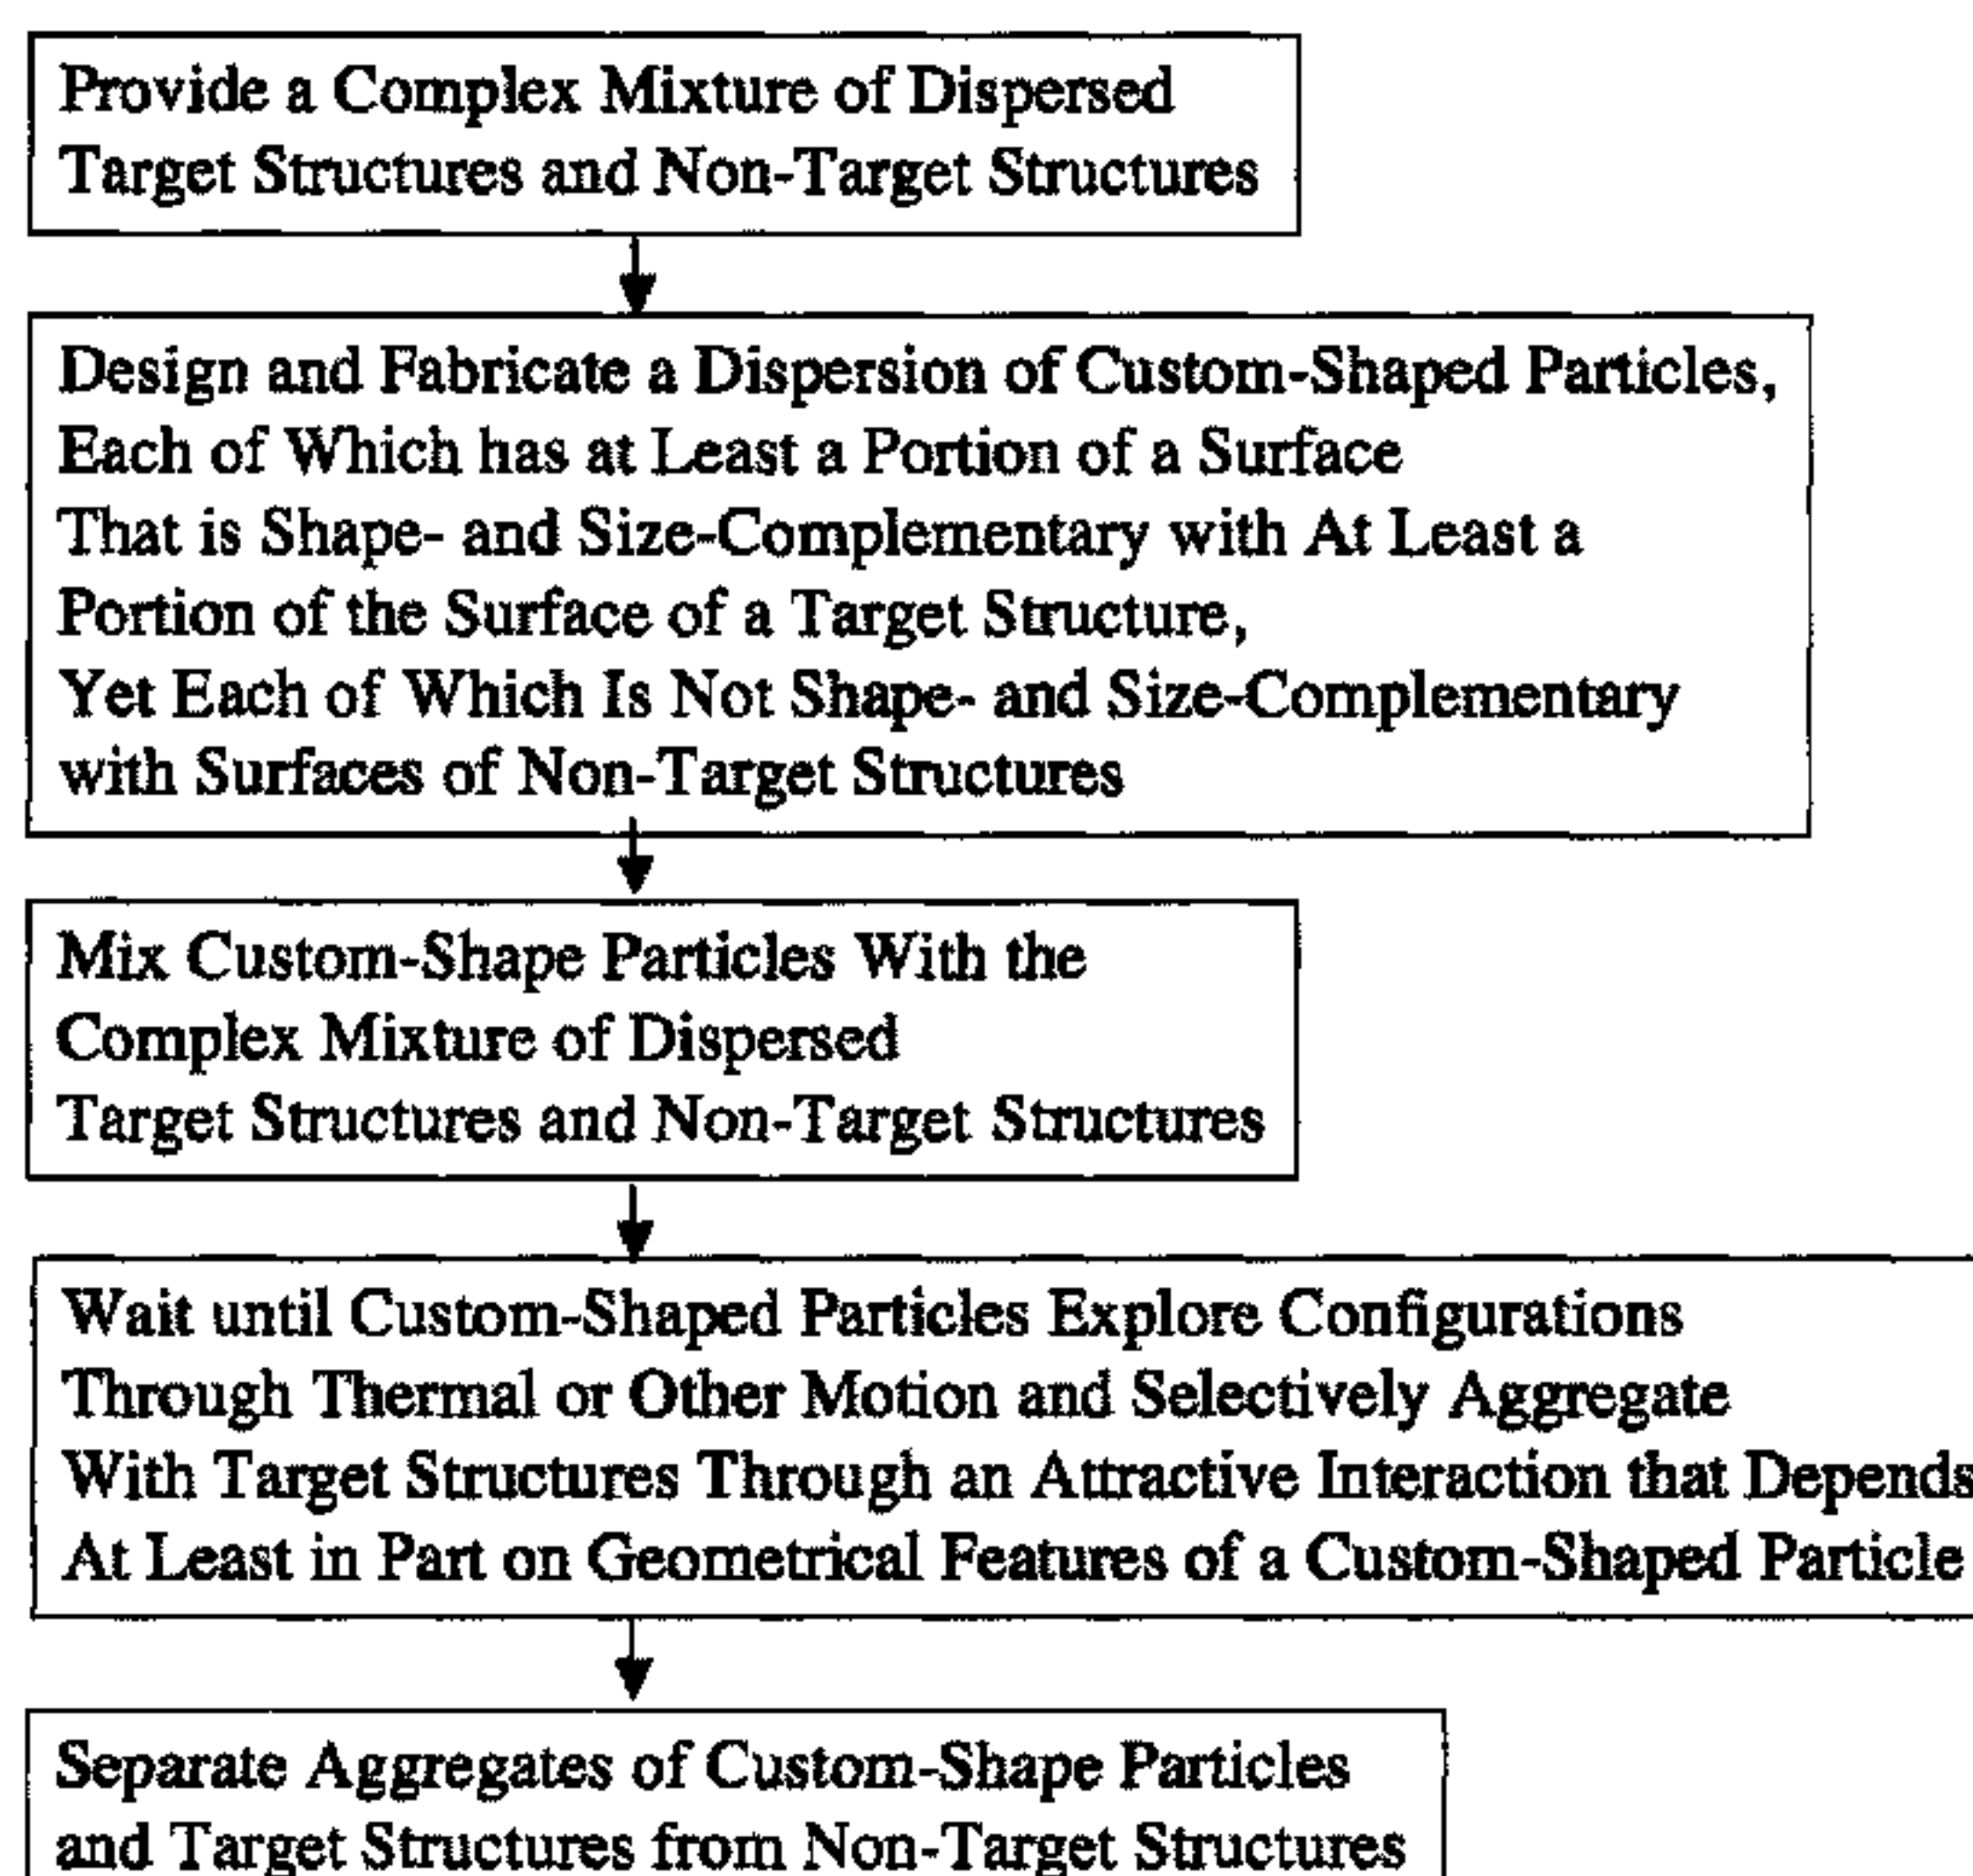 Provide a Complex Mixture of Dispersed
Target Structures and Non-Target Structures
Design and Fabricate a Dispersion of Custom-Shaped Particles,
Each of Which has at Least a Portion of a Surface
That is Shape- and Size-Complementary with At Least a
Portion of the Surface of a Target Structure,
Yet Each of Which Is Not Shape- and Size-Complementary
with Surfaces of Non-Target Structures
Mix Custom-Shape Particles With the
Complex Mixture of Dispersed
Target Structures and Non-Target Structures
Wait until Custom-Shaped Particles Explore Configurations
Through Thermal or Other Motion and Selectively Aggregate
With Target Structures Through an Attractive Interaction that Depends
At Least in Part on Geometrical Features of a Custom-Shaped Particle
Separate Aggregates of Custom-Shape Particles
and Target Structures from Non-Target Structures